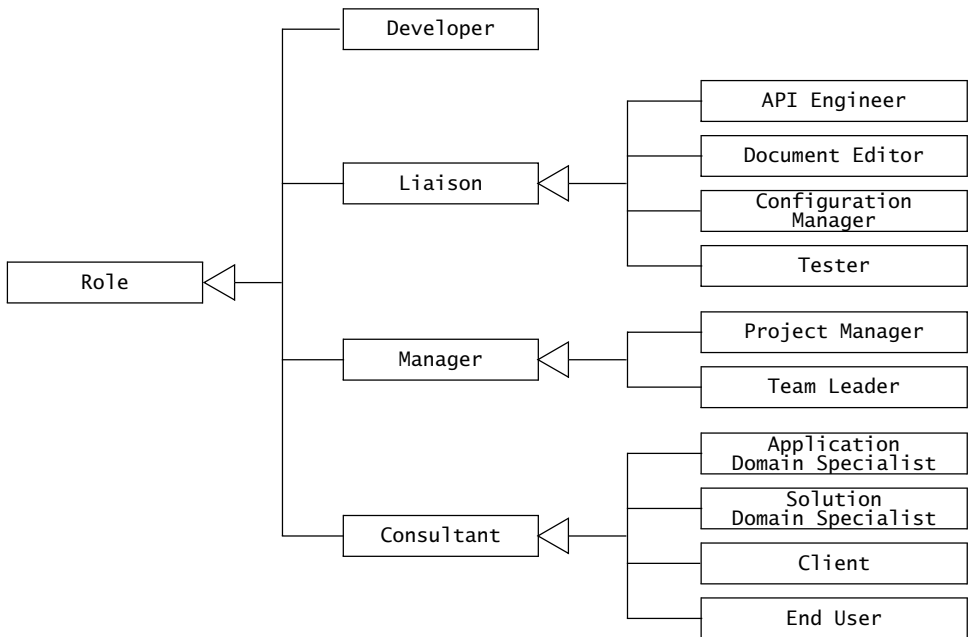 Developer
API Engineer
Document Editor
Liaison
Configuration
Manager
Role
Tester
Project Manager
Manager
Team Leader
Application
Domain Specialist
Solution
Domain Specialist
Consultant
Client
End User